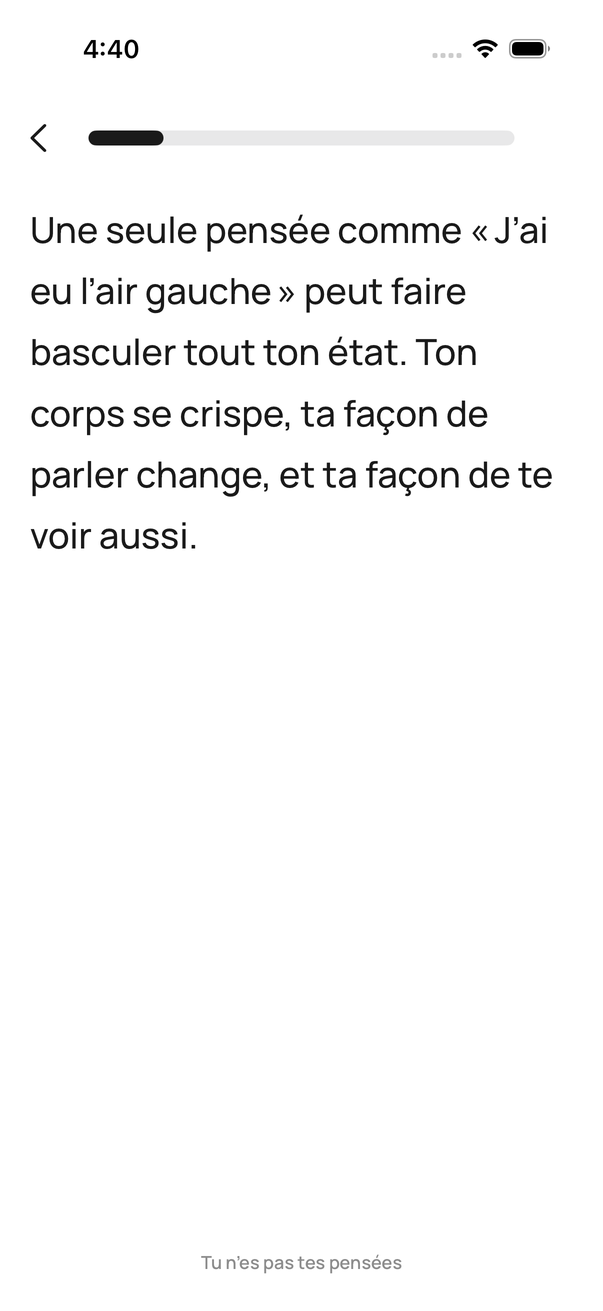 4:40
Une seule pensée comme « J’ai
eu l’air gauche » peut faire
basculer tout ton état. Ton
corps se crispe, ta façon de
parler change, et ta façon de te
voir aussi.
Tu n’es pas tes pensées